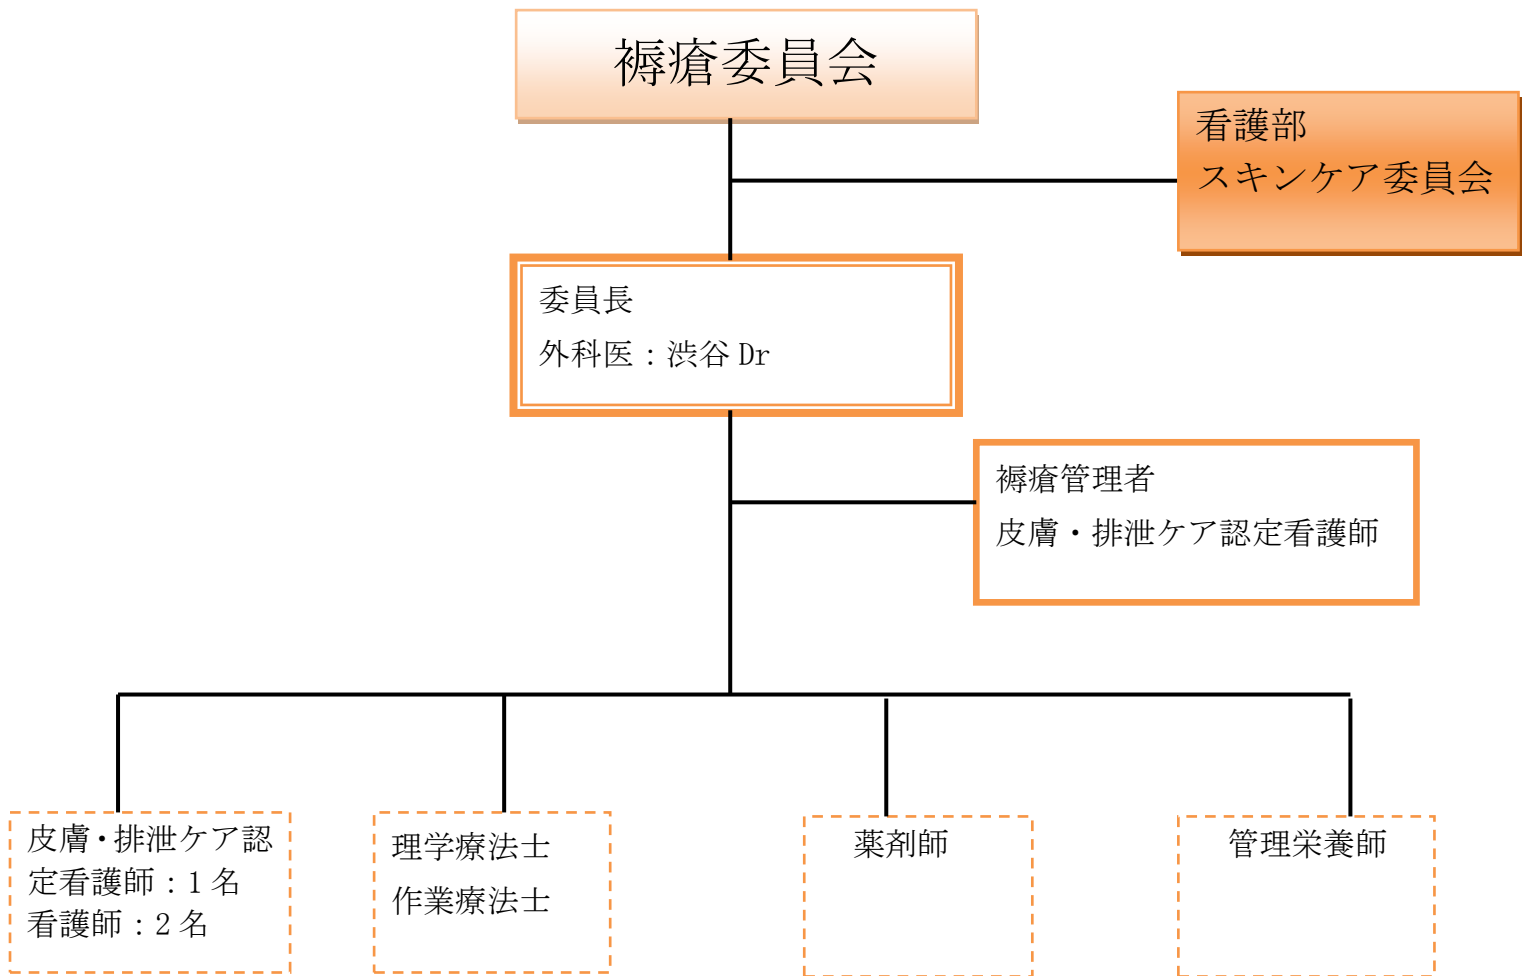 褥瘡委員会
看護部
スキンケア委員会
委員長
外科医：渋谷 Dr
褥瘡管理者
皮膚・排泄ケア認定看護師
皮膚・排泄ケア認
定看護師：1 名
看護師：2 名
理学療法士
作業療法士
薬剤師
管理栄養師